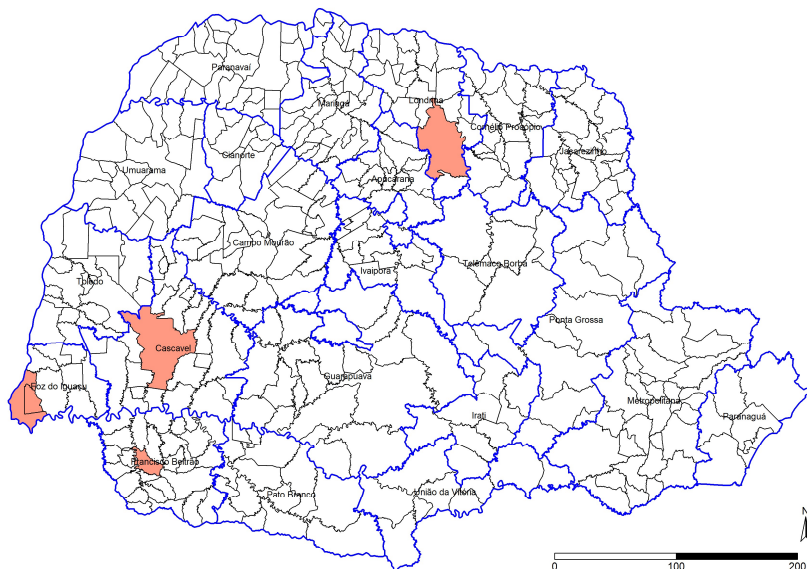 Paranavaí
Maringá
Londrina
Cornélio Procópio
Jacarezinho
Cianorte
Umuarama
Apucarana
Campo Mourão
Ivaiporã
Telêmaco Borba
Toledo
Ponta Grossa
Cascavel
Guarapuava
Foz do Iguaçu
Metropolitana
Irati
Paranaguá
Francisco Beltrão
União da Vitória
Pato Branco
N
0 100 200